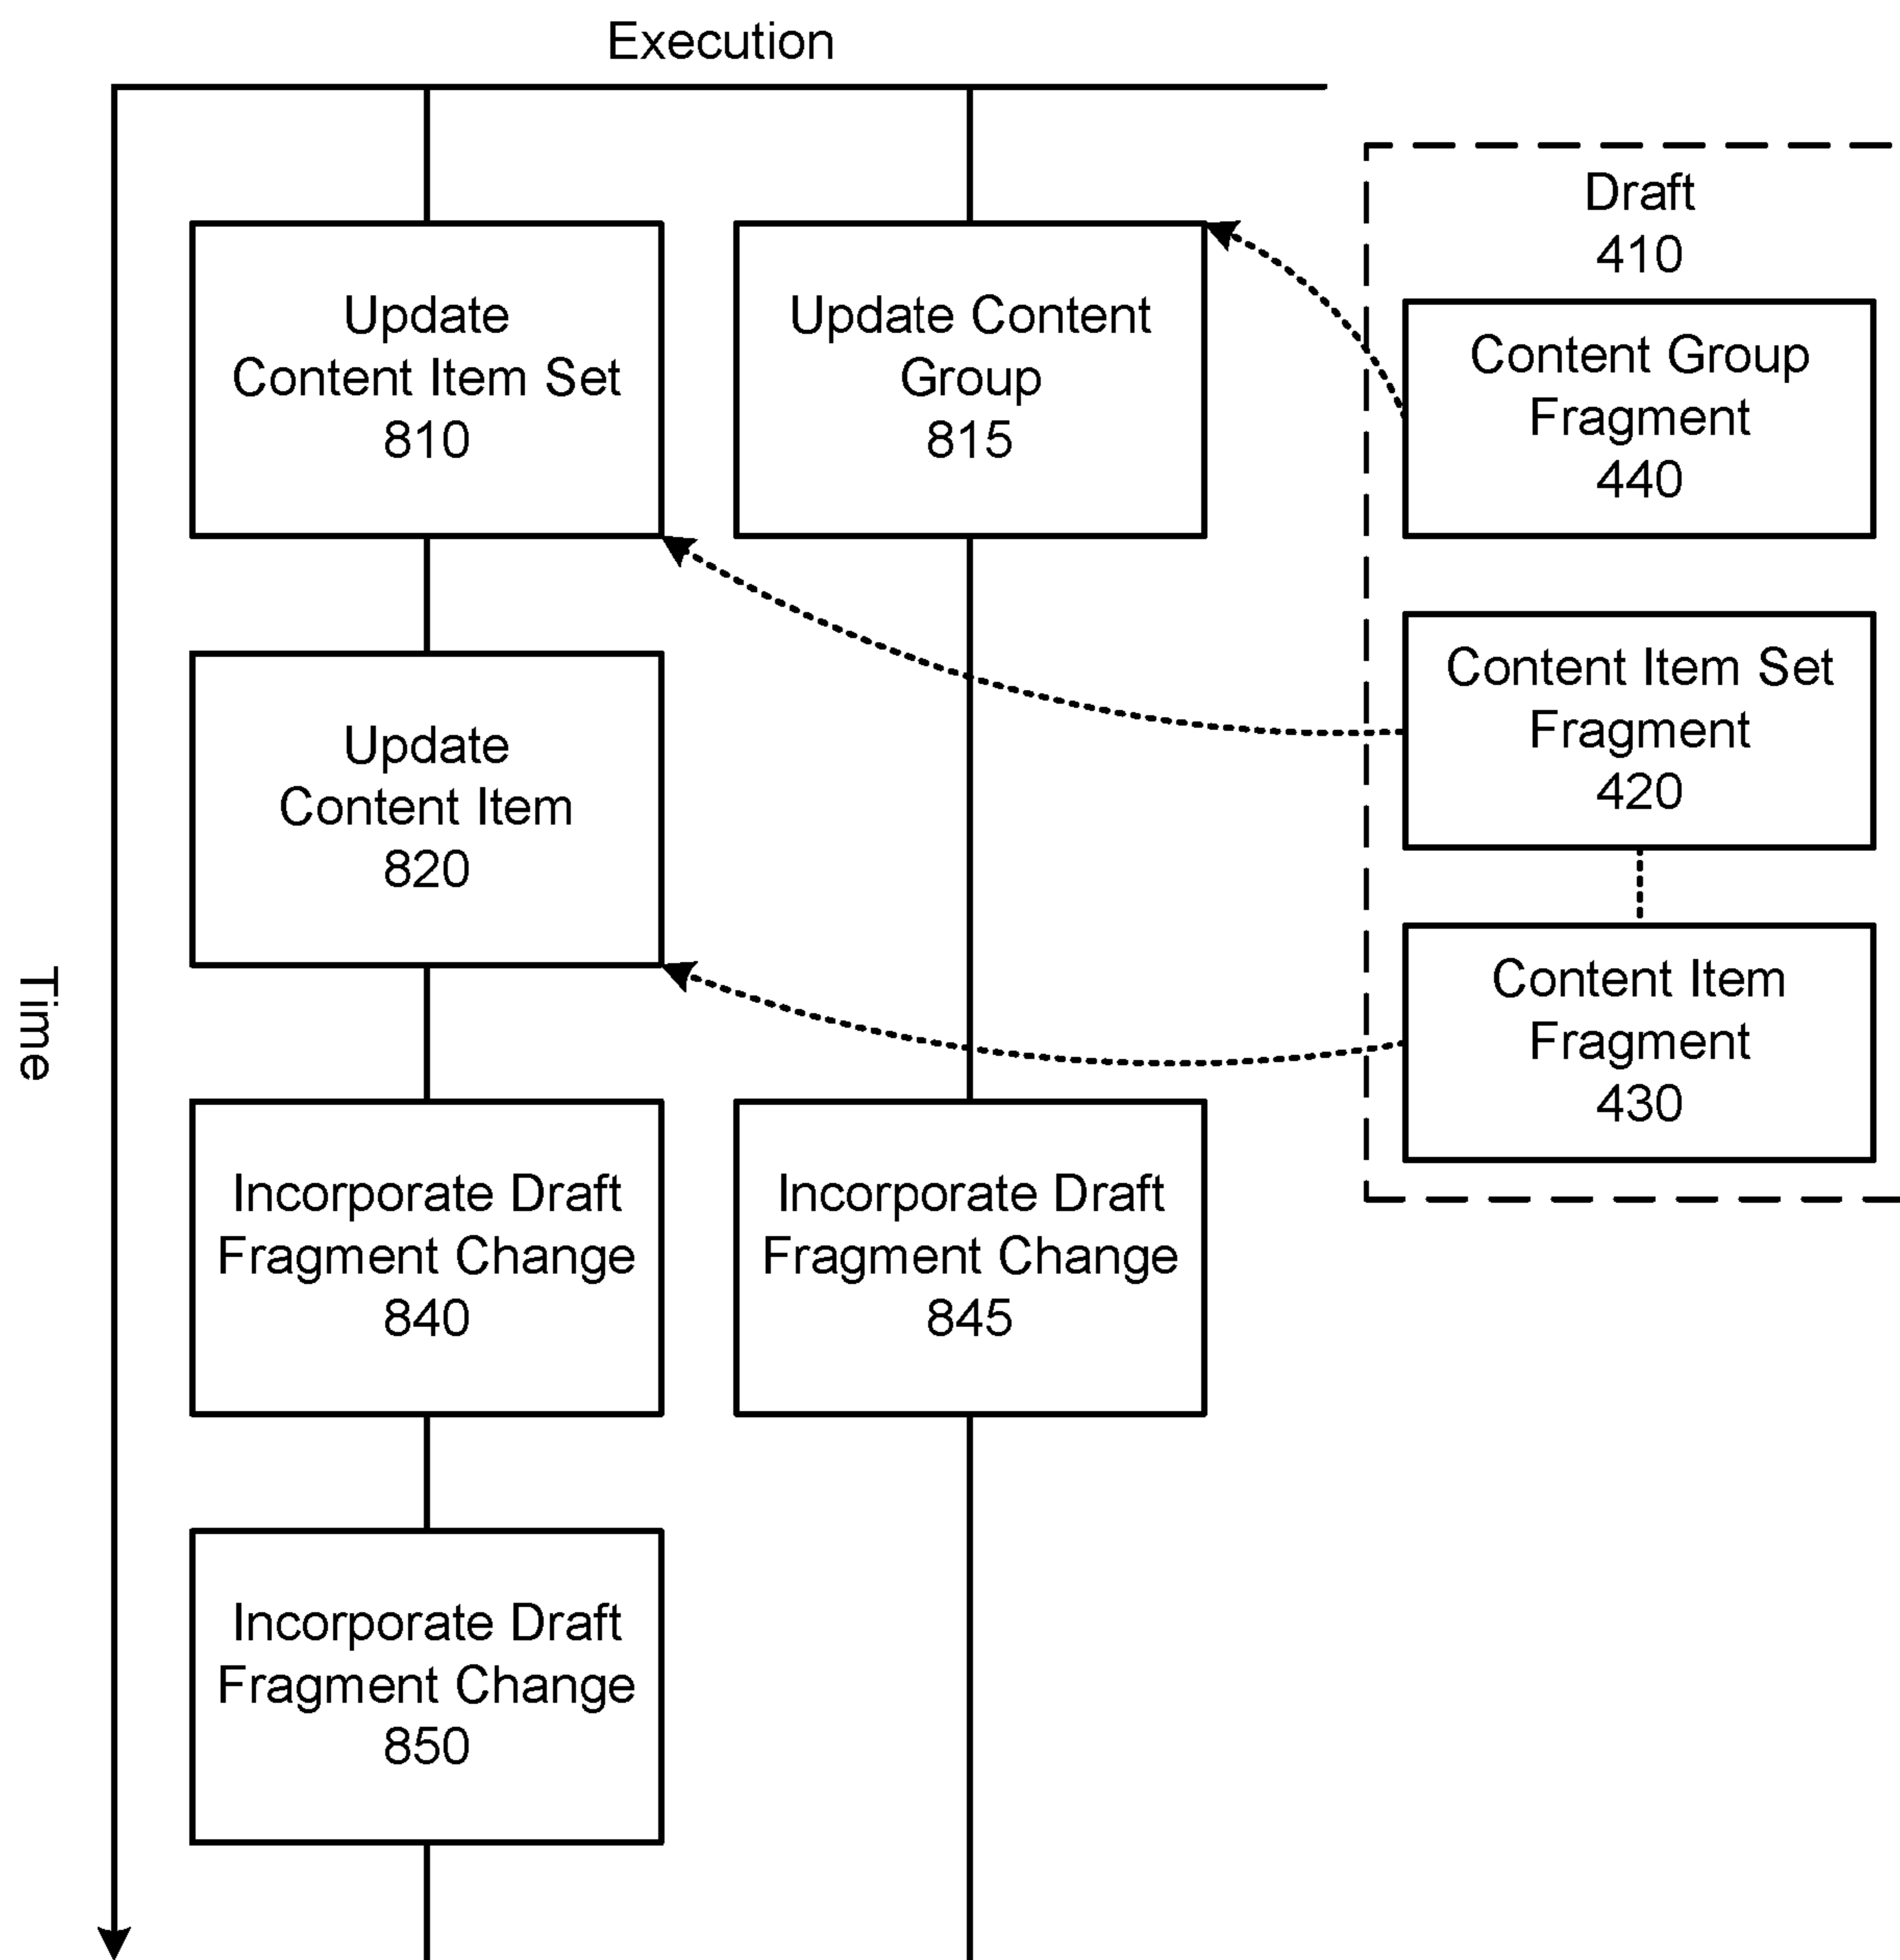 Execution
Update
Content Item Set
810
Update Content
Group
815
Draft
410
Content Group
Fragment
440
Content Item Set
Fragment
420
Update
Content Item
820
Content Item
Fragment
430
Time
Incorporate Draft
Fragment Change
840
Incorporate Draft
Fragment Change
845
Incorporate Draft
Fragment Change
850